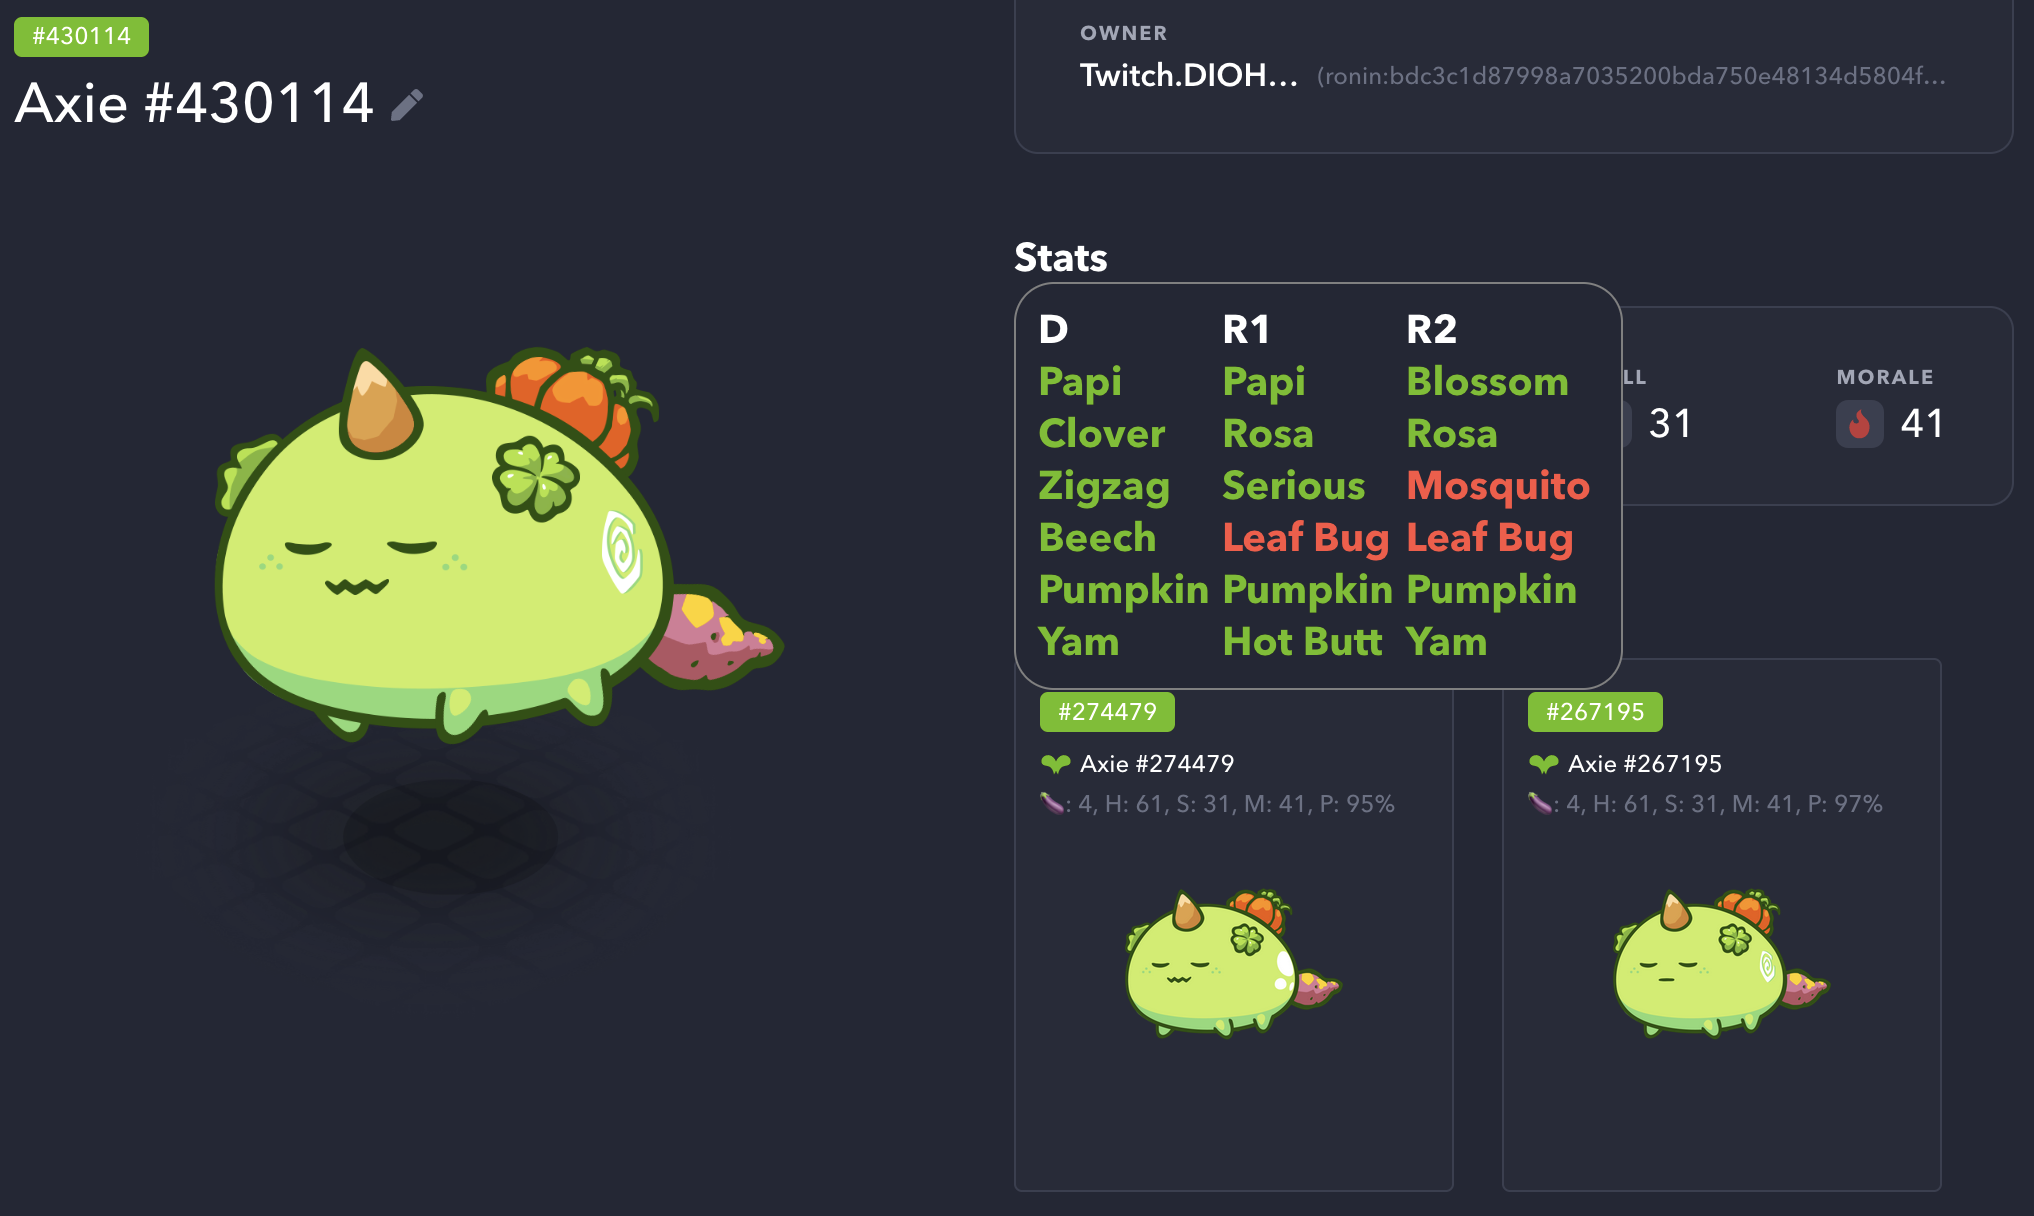 #430114
Axie #430114
OWNER
Twitch.DIOH... (ronin:bdc3c1d87998a7035200bda750e48134d5804f...
Stats
D R1 R2
Papi Papi Blossom
Clover Rosa Rosa
Zigzag Serious Mosquito
Beech Leaf Bug Leaf Bug
Pumpkin Pumpkin Pumpkin
Yam Hot Butt Yam
LL
31
MORALE
41
#274479
Axie #274479
🍆: 4, H: 61, S: 31, M: 41, P: 95%
#267195
Axie #267195
🍆: 4, H: 61, S: 31, M: 41, P: 97%